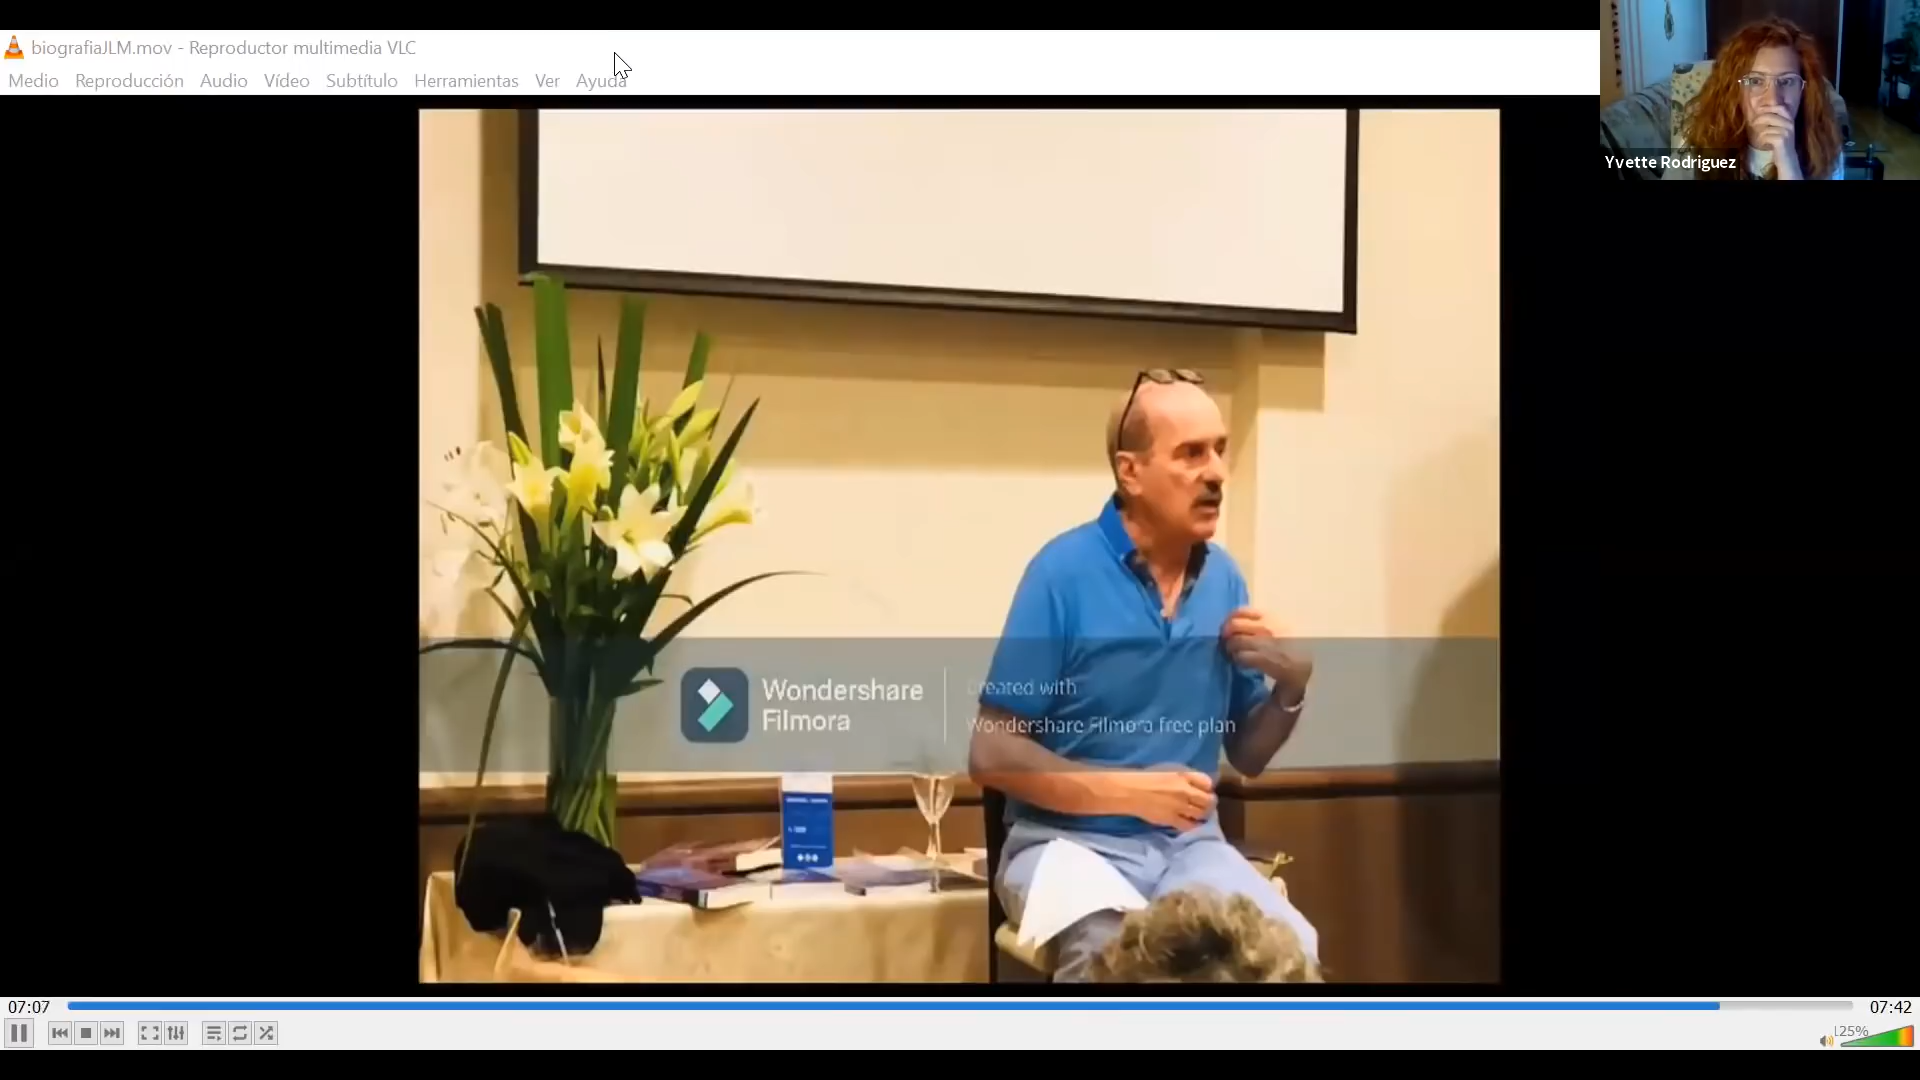 biografiaJLM.mov - Reproductor multimedia VLC
Medio Reproducción Audio Vídeo Subtítulo Herramientas Ver Ayuda
Yvette Rodriguez
Wondershare
Filmora
Created with
Wondershare Filmora free plan
07:07
07:42
125%